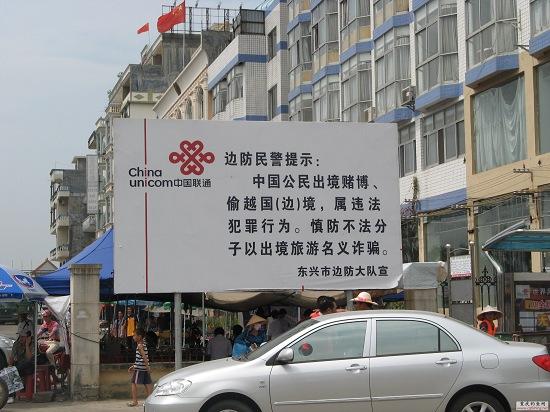 China
unicom中国联通
边防民警提示：
中国公民出境赌博、
偷越国(边)境，属违法
犯罪行为。慎防不法分
子以出境旅游名义诈骗。
东兴市边防大队宣